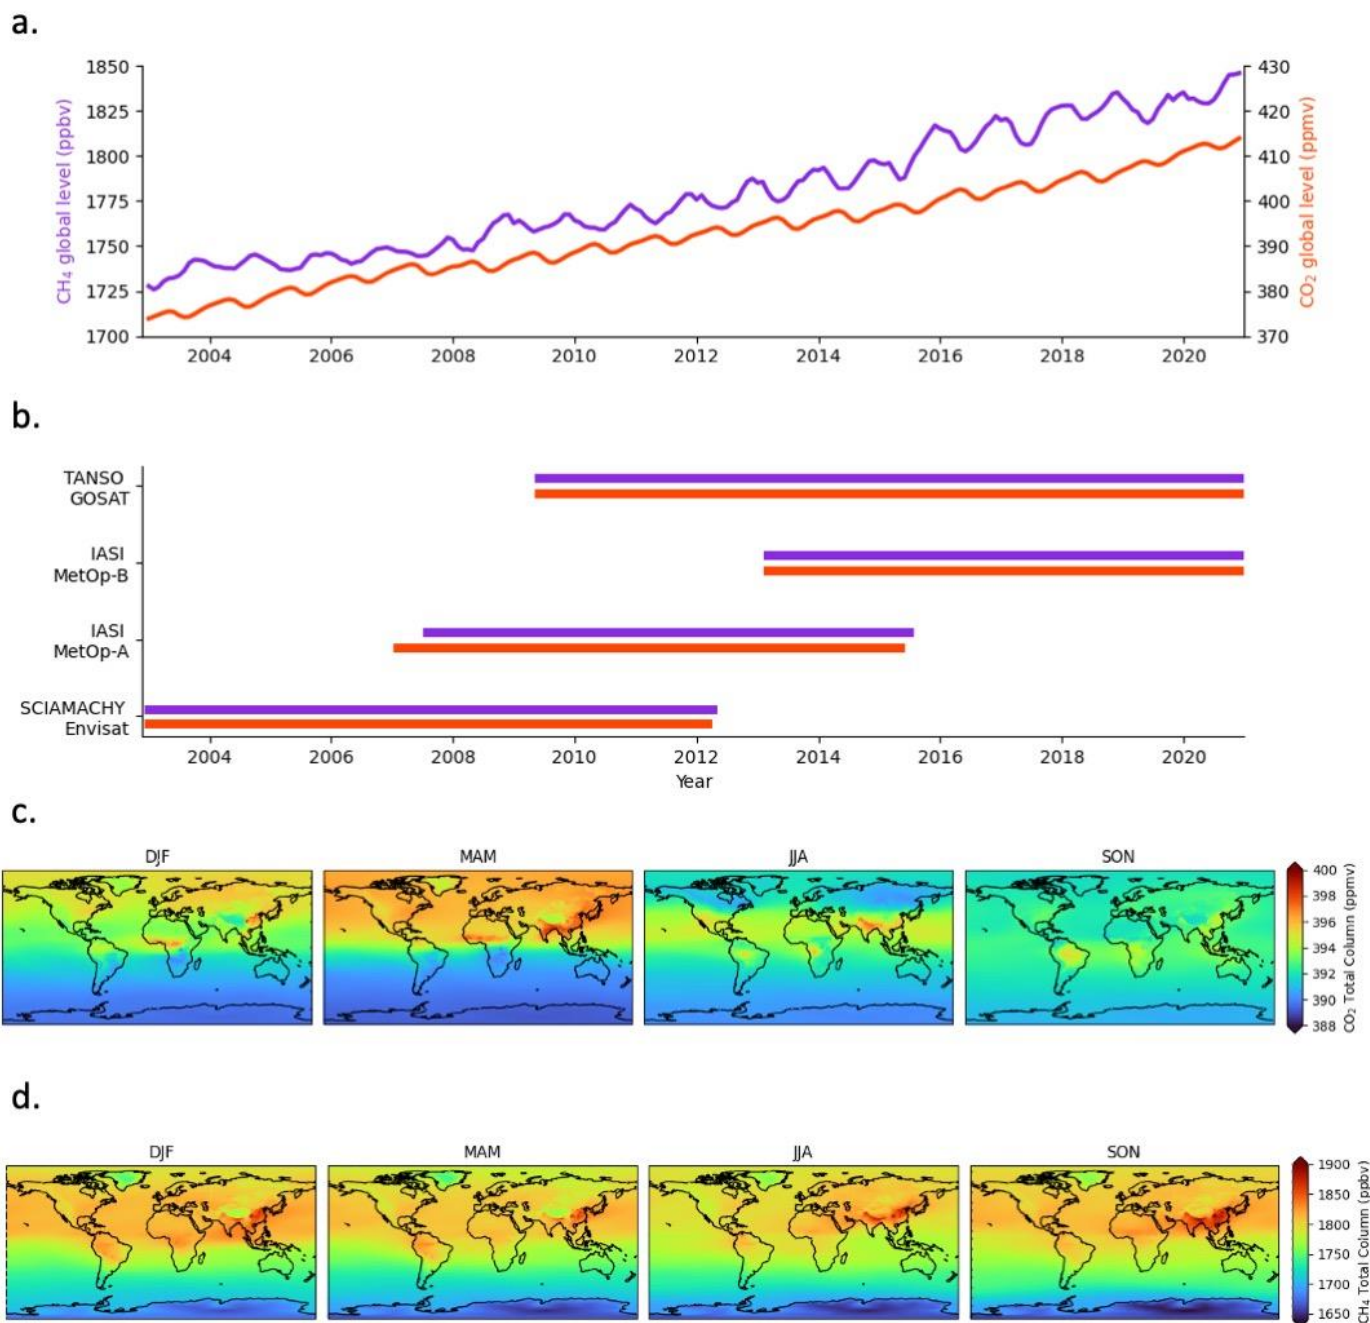 a.
1850
1825
1800
1775
1750
1725
1700
CH₄ global level (ppbv)
430
420
410
400
390
380
370
CO₂ global level (ppmv)
2004 2006 2008 2010 2012 2014 2016 2018 2020
b.
TANSO
GOSAT
IASI
MetOp-B
IASI
MetOp-A
SCIAMACHY
Envisat
2004 2006 2008 2010 2012 2014 2016 2018 2020
Year
c.
DJF MAM JJA SON
400
398
396
394
392
390
388
CO₂ Total Column (ppmv)
d.
DJF MAM JJA SON
1900
1850
1800
1750
1700
1650
CH₄ Total Column (ppbv)